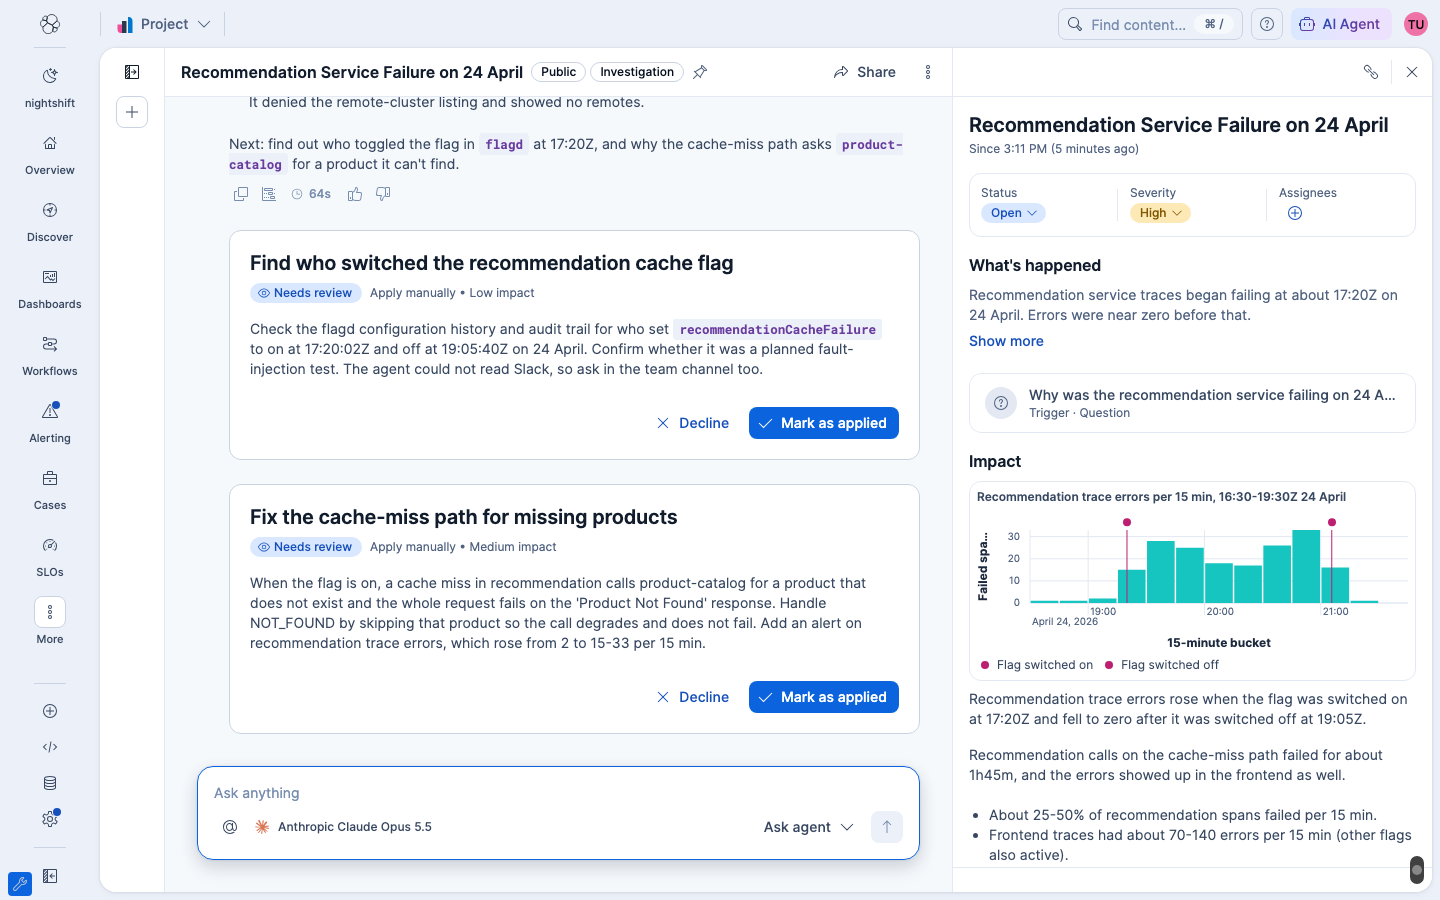 Project
Find content...
⌘ /
AI Agent
TU
nightshift
Overview
Discover
Dashboards
Workflows
Alerting
Cases
SLOs
More
Recommendation Service Failure on 24 April
Public
Investigation
Share
It denied the remote-cluster listing and showed no remotes.
Next: find out who toggled the flag in flagd at 17:20Z, and why the cache-miss path asks product-
catalog for a product it can't find.
64s
Find who switched the recommendation cache flag
Needs review
Apply manually • Low impact
Check the flagd configuration history and audit trail for who set recommendationCacheFailure
to on at 17:20:02Z and off at 19:05:40Z on 24 April. Confirm whether it was a planned fault-
injection test. The agent could not read Slack, so ask in the team channel too.
Decline
Mark as applied
Fix the cache-miss path for missing products
Needs review
Apply manually • Medium impact
When the flag is on, a cache miss in recommendation calls product-catalog for a product that
does not exist and the whole request fails on the 'Product Not Found' response. Handle
NOT_FOUND by skipping that product so the call degrades and does not fail. Add an alert on
recommendation trace errors, which rose from 2 to 15-33 per 15 min.
Decline
Mark as applied
Ask anything
@
Anthropic Claude Opus 5.5
Ask agent
Recommendation Service Failure on 24 April
Since 3:11 PM (5 minutes ago)
Status
Open
Severity
High
Assignees
What's happened
Recommendation service traces began failing at about 17:20Z on
24 April. Errors were near zero before that.
Show more
Why was the recommendation service failing on 24 A...
Trigger · Question
Impact
Recommendation trace errors per 15 min, 16:30-19:30Z 24 April
Failed spa...
30
20
10
0
19:00
20:00
21:00
April 24, 2026
15-minute bucket
Flag switched on
Flag switched off
Recommendation trace errors rose when the flag was switched on
at 17:20Z and fell to zero after it was switched off at 19:05Z.
Recommendation calls on the cache-miss path failed for about
1h45m, and the errors showed up in the frontend as well.
• About 25-50% of recommendation spans failed per 15 min.
• Frontend traces had about 70-140 errors per 15 min (other flags
also active).